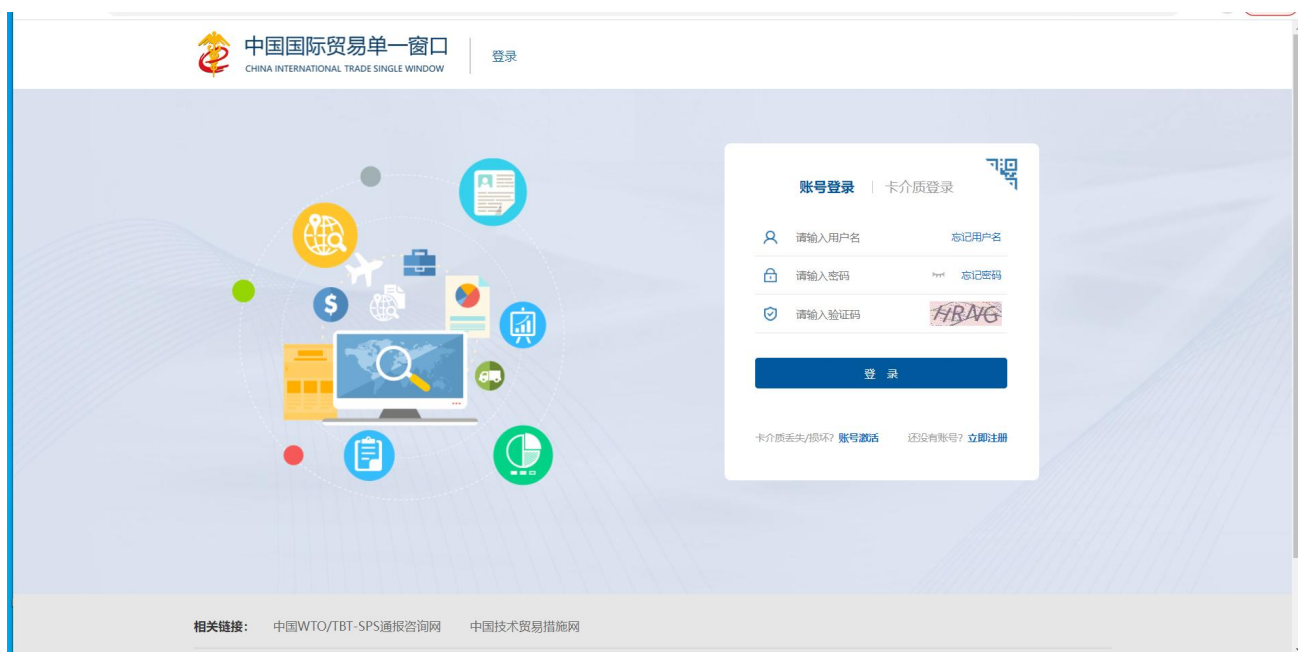 中国国际贸易单一窗口
CHINA INTERNATIONAL TRADE SINGLE WINDOW
登录
账号登录 卡介质登录
请输入用户名 忘记用户名
请输入密码 忘记密码
请输入验证码 HRNG
登 录
卡介质丢失/损坏? 账号激活 还没有账号? 立即注册
相关链接: 中国WTO/TBT-SPS通报咨询网 中国技术贸易措施网